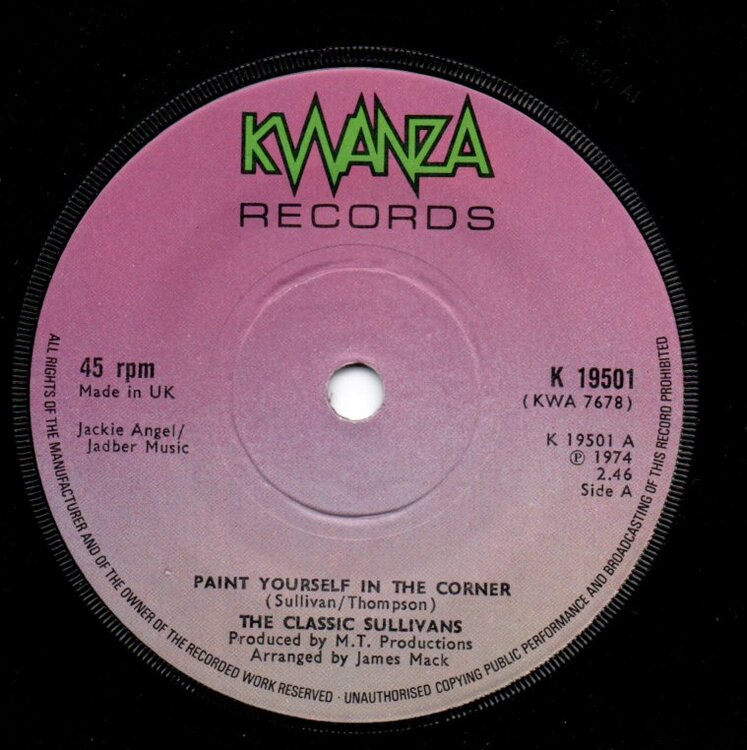 KWANZA
RECORDS
45 rpm
Made in UK
Jackie Angel/
Jadber Music
K 19501
(KWA 7678)
K 19501 A
Ⓟ 1974
2.46
Side A
PAINT YOURSELF IN THE CORNER
(Sullivan/Thompson)
THE CLASSIC SULLIVANS
Produced by M.T. Productions
Arranged by James Mack
ALL RIGHTS OF THE MANUFACTURER AND OF THE OWNER OF THE RECORDED WORK RESERVED · UNAUTHORISED COPYING PUBLIC PERFORMANCE AND BROADCASTING OF THIS RECORD PROHIBITED